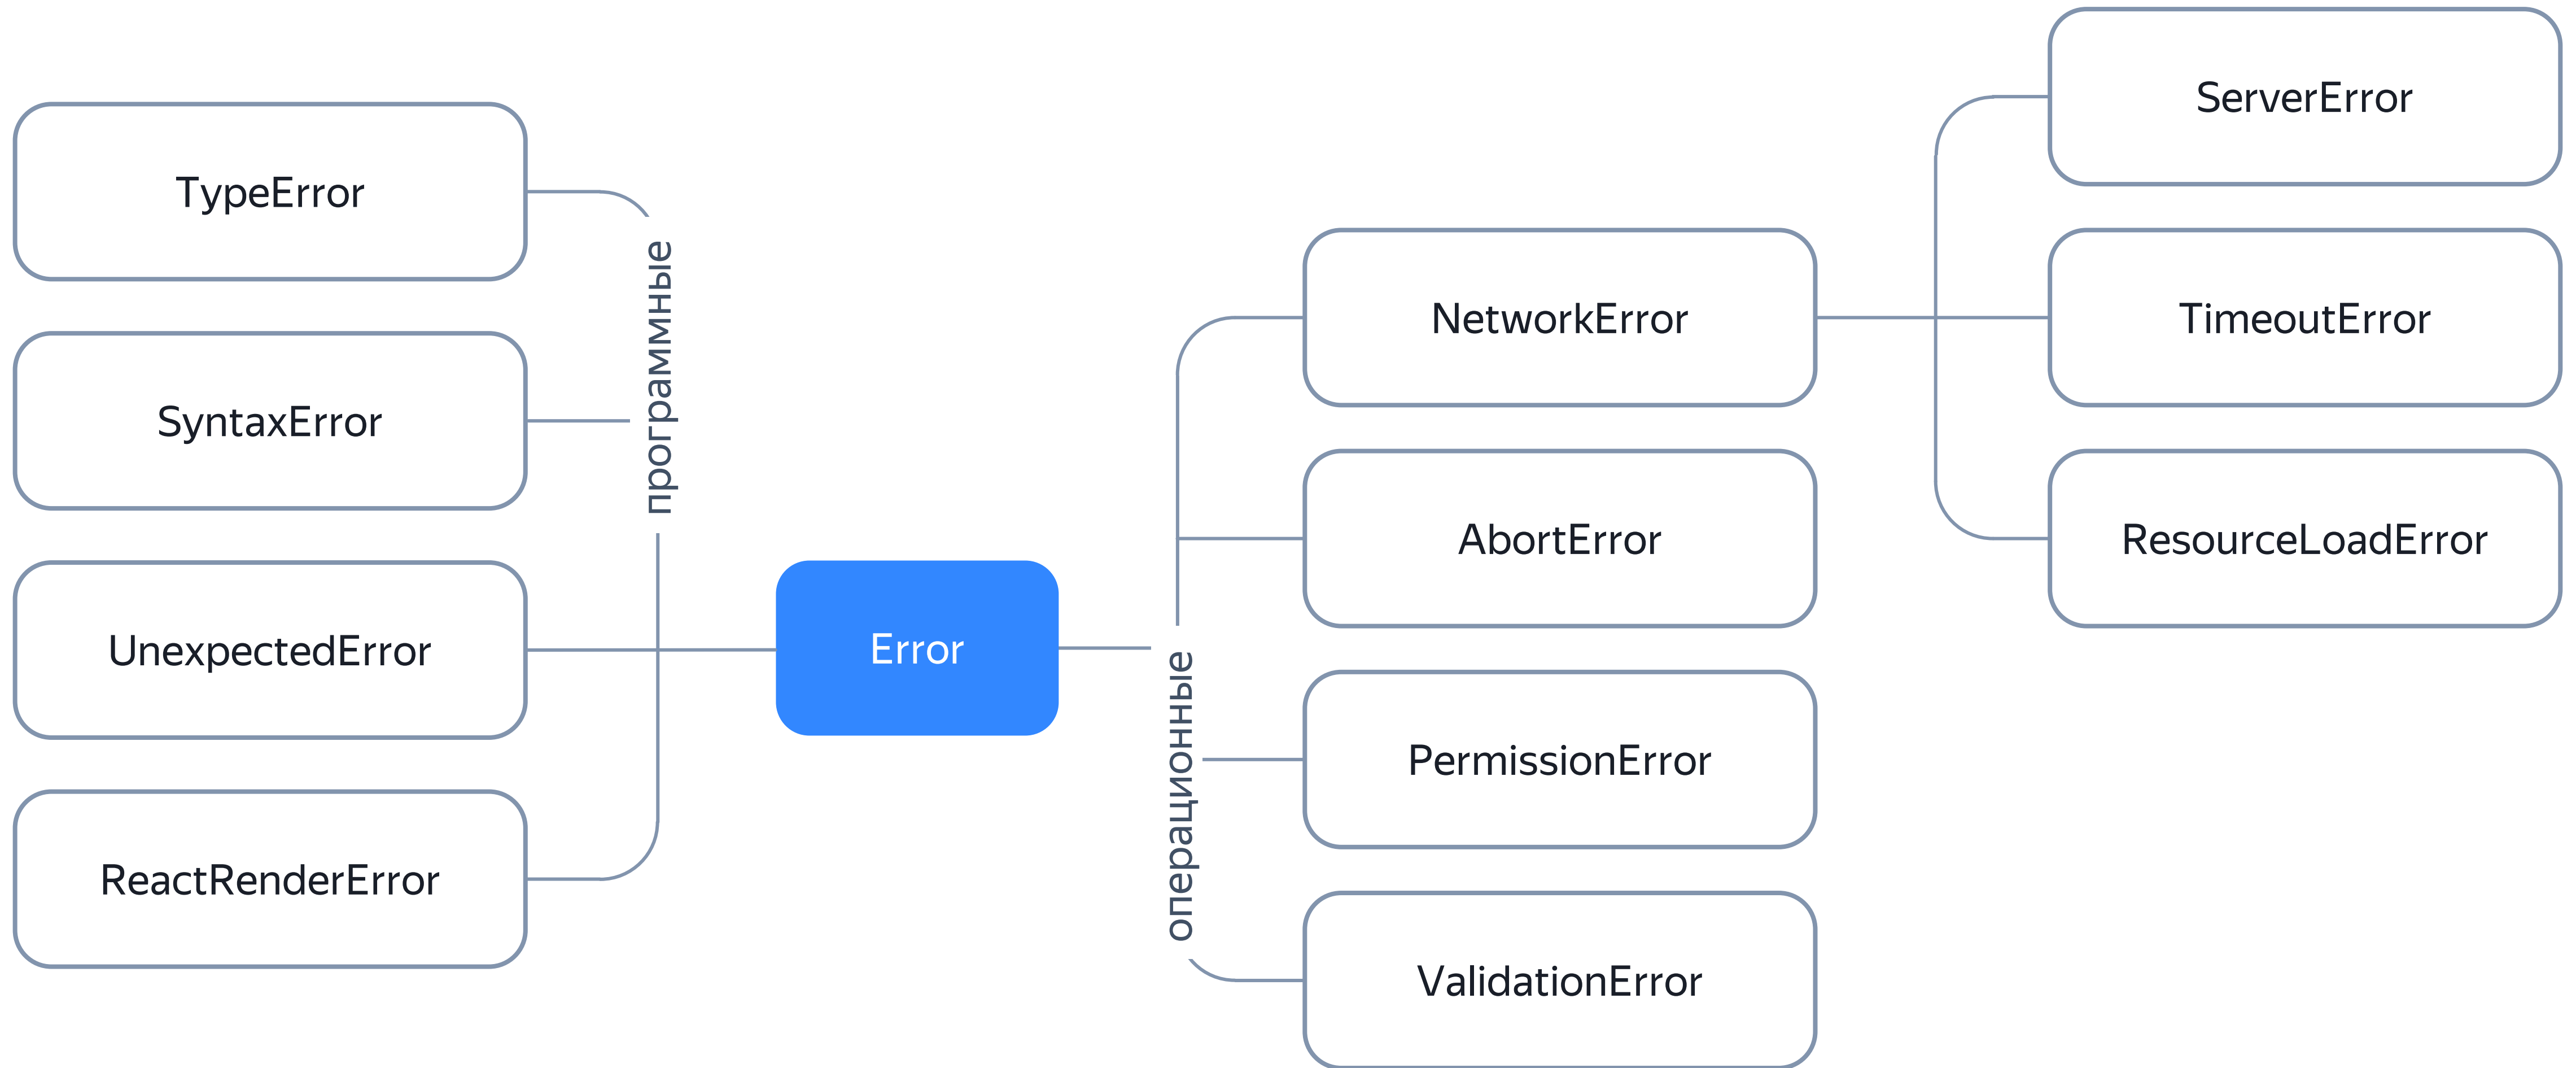 TypeError
SyntaxError
UnexpectedError
ReactRenderError
программные
Error
операционные
NetworkError
AbortError
PermissionError
ValidationError
ServerError
TimeoutError
ResourceLoadError